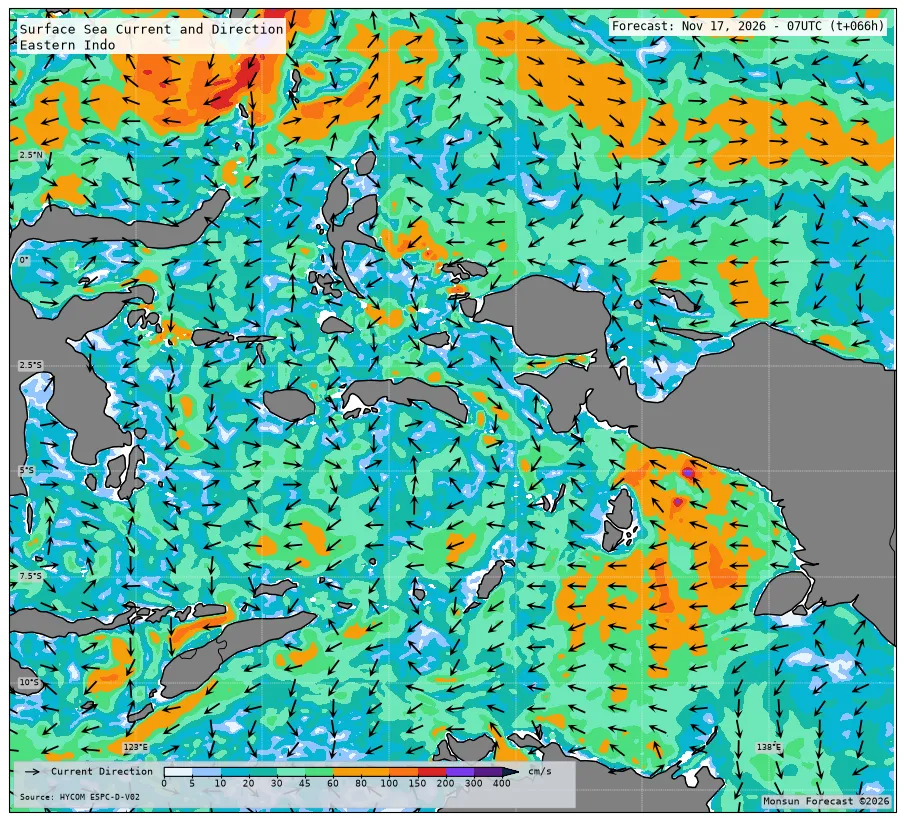 Surface Sea Current and Direction
Eastern Indo
Forecast: Nov 17, 2026 - 07UTC (t+066h)
2.5°N
0°
2.5°S
5°S
7.5°S
10°S
123°E
138°E
Current Direction
0 5 10 20 30 45 60 80 100 150 200 300 400 cm/s
Source: HYCOM ESPC-D-V02
Monsun Forecast ©2026